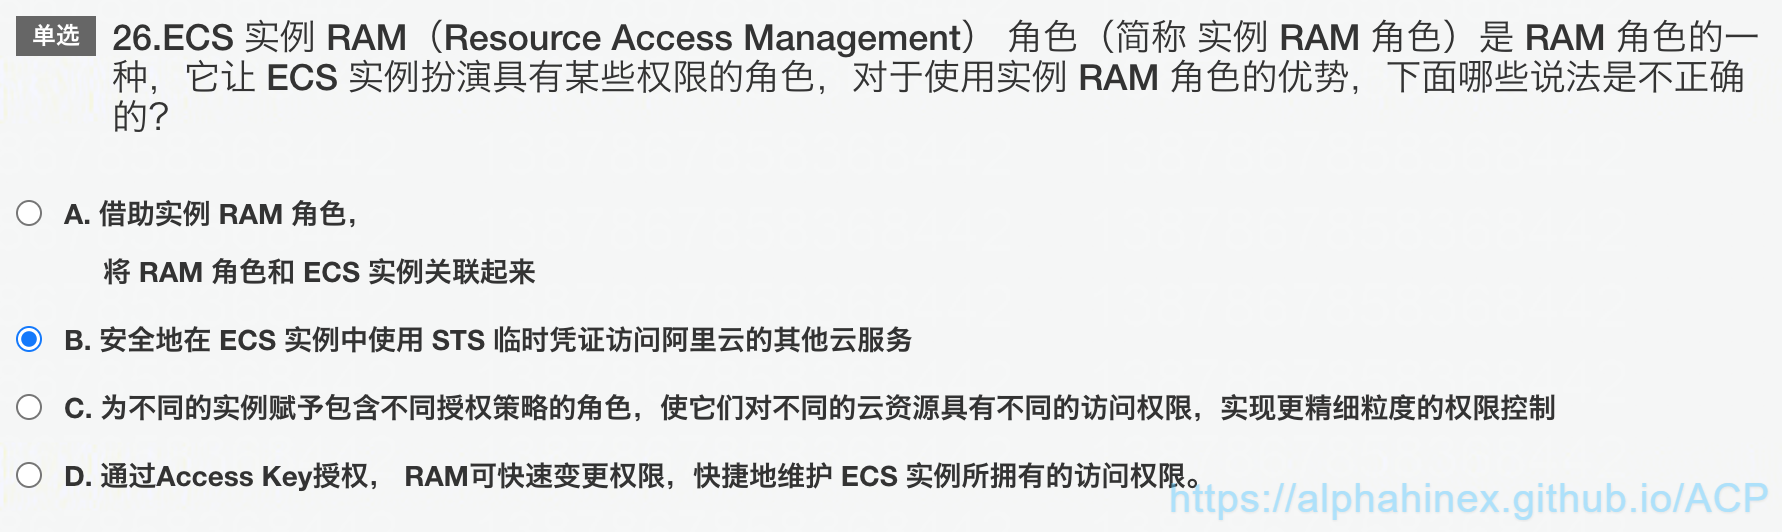 单选
26.ECS 实例 RAM（Resource Access Management） 角色（简称 实例 RAM 角色）是 RAM 角色的一
种， 它让 ECS 实例扮演具有某些权限的角色，对于使用实例 RAM 角色的优势， 下面哪些说法是不正确
的？
A. 借助实例 RAM 角色，
将 RAM 角色和 ECS 实例关联起来
B. 安全地在 ECS 实例中使用 STS 临时凭证访问阿里云的其他云服务
C. 为不同的实例赋予包含不同授权策略的角色，使它们对不同的云资源具有不同的访问权限，实现更精细粒度的权限控制
D. 通过Access Key授权， RAM可快速变更权限，快捷地维护 ECS 实例所拥有的访问权限。
https://alphahinex.github.io/ACP